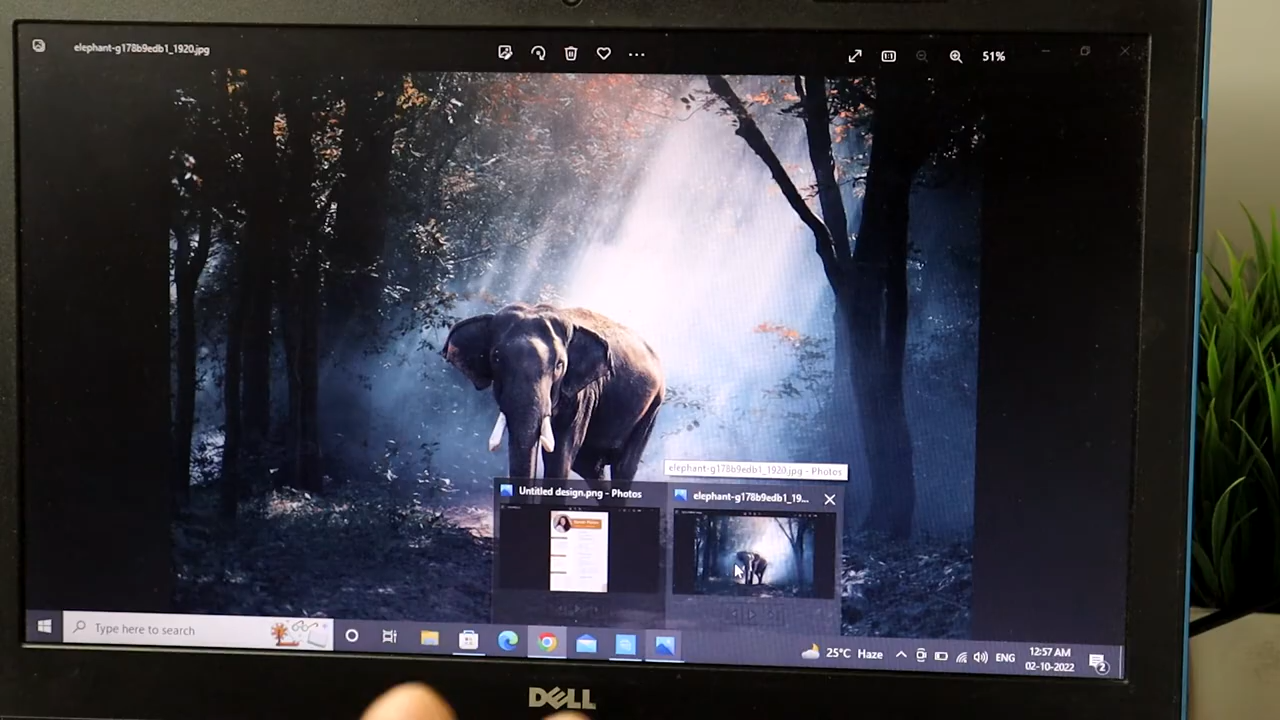 elephant-g178b9edb1_1920.jpg
51%
elephant-g178b9edb1_1920.jpg - Photos
Untitled design.png - Photos
elephant-g178b9edb1_19...
Type here to search
25°C Haze
ENG
12:57 AM
02-10-2022
2
DELL